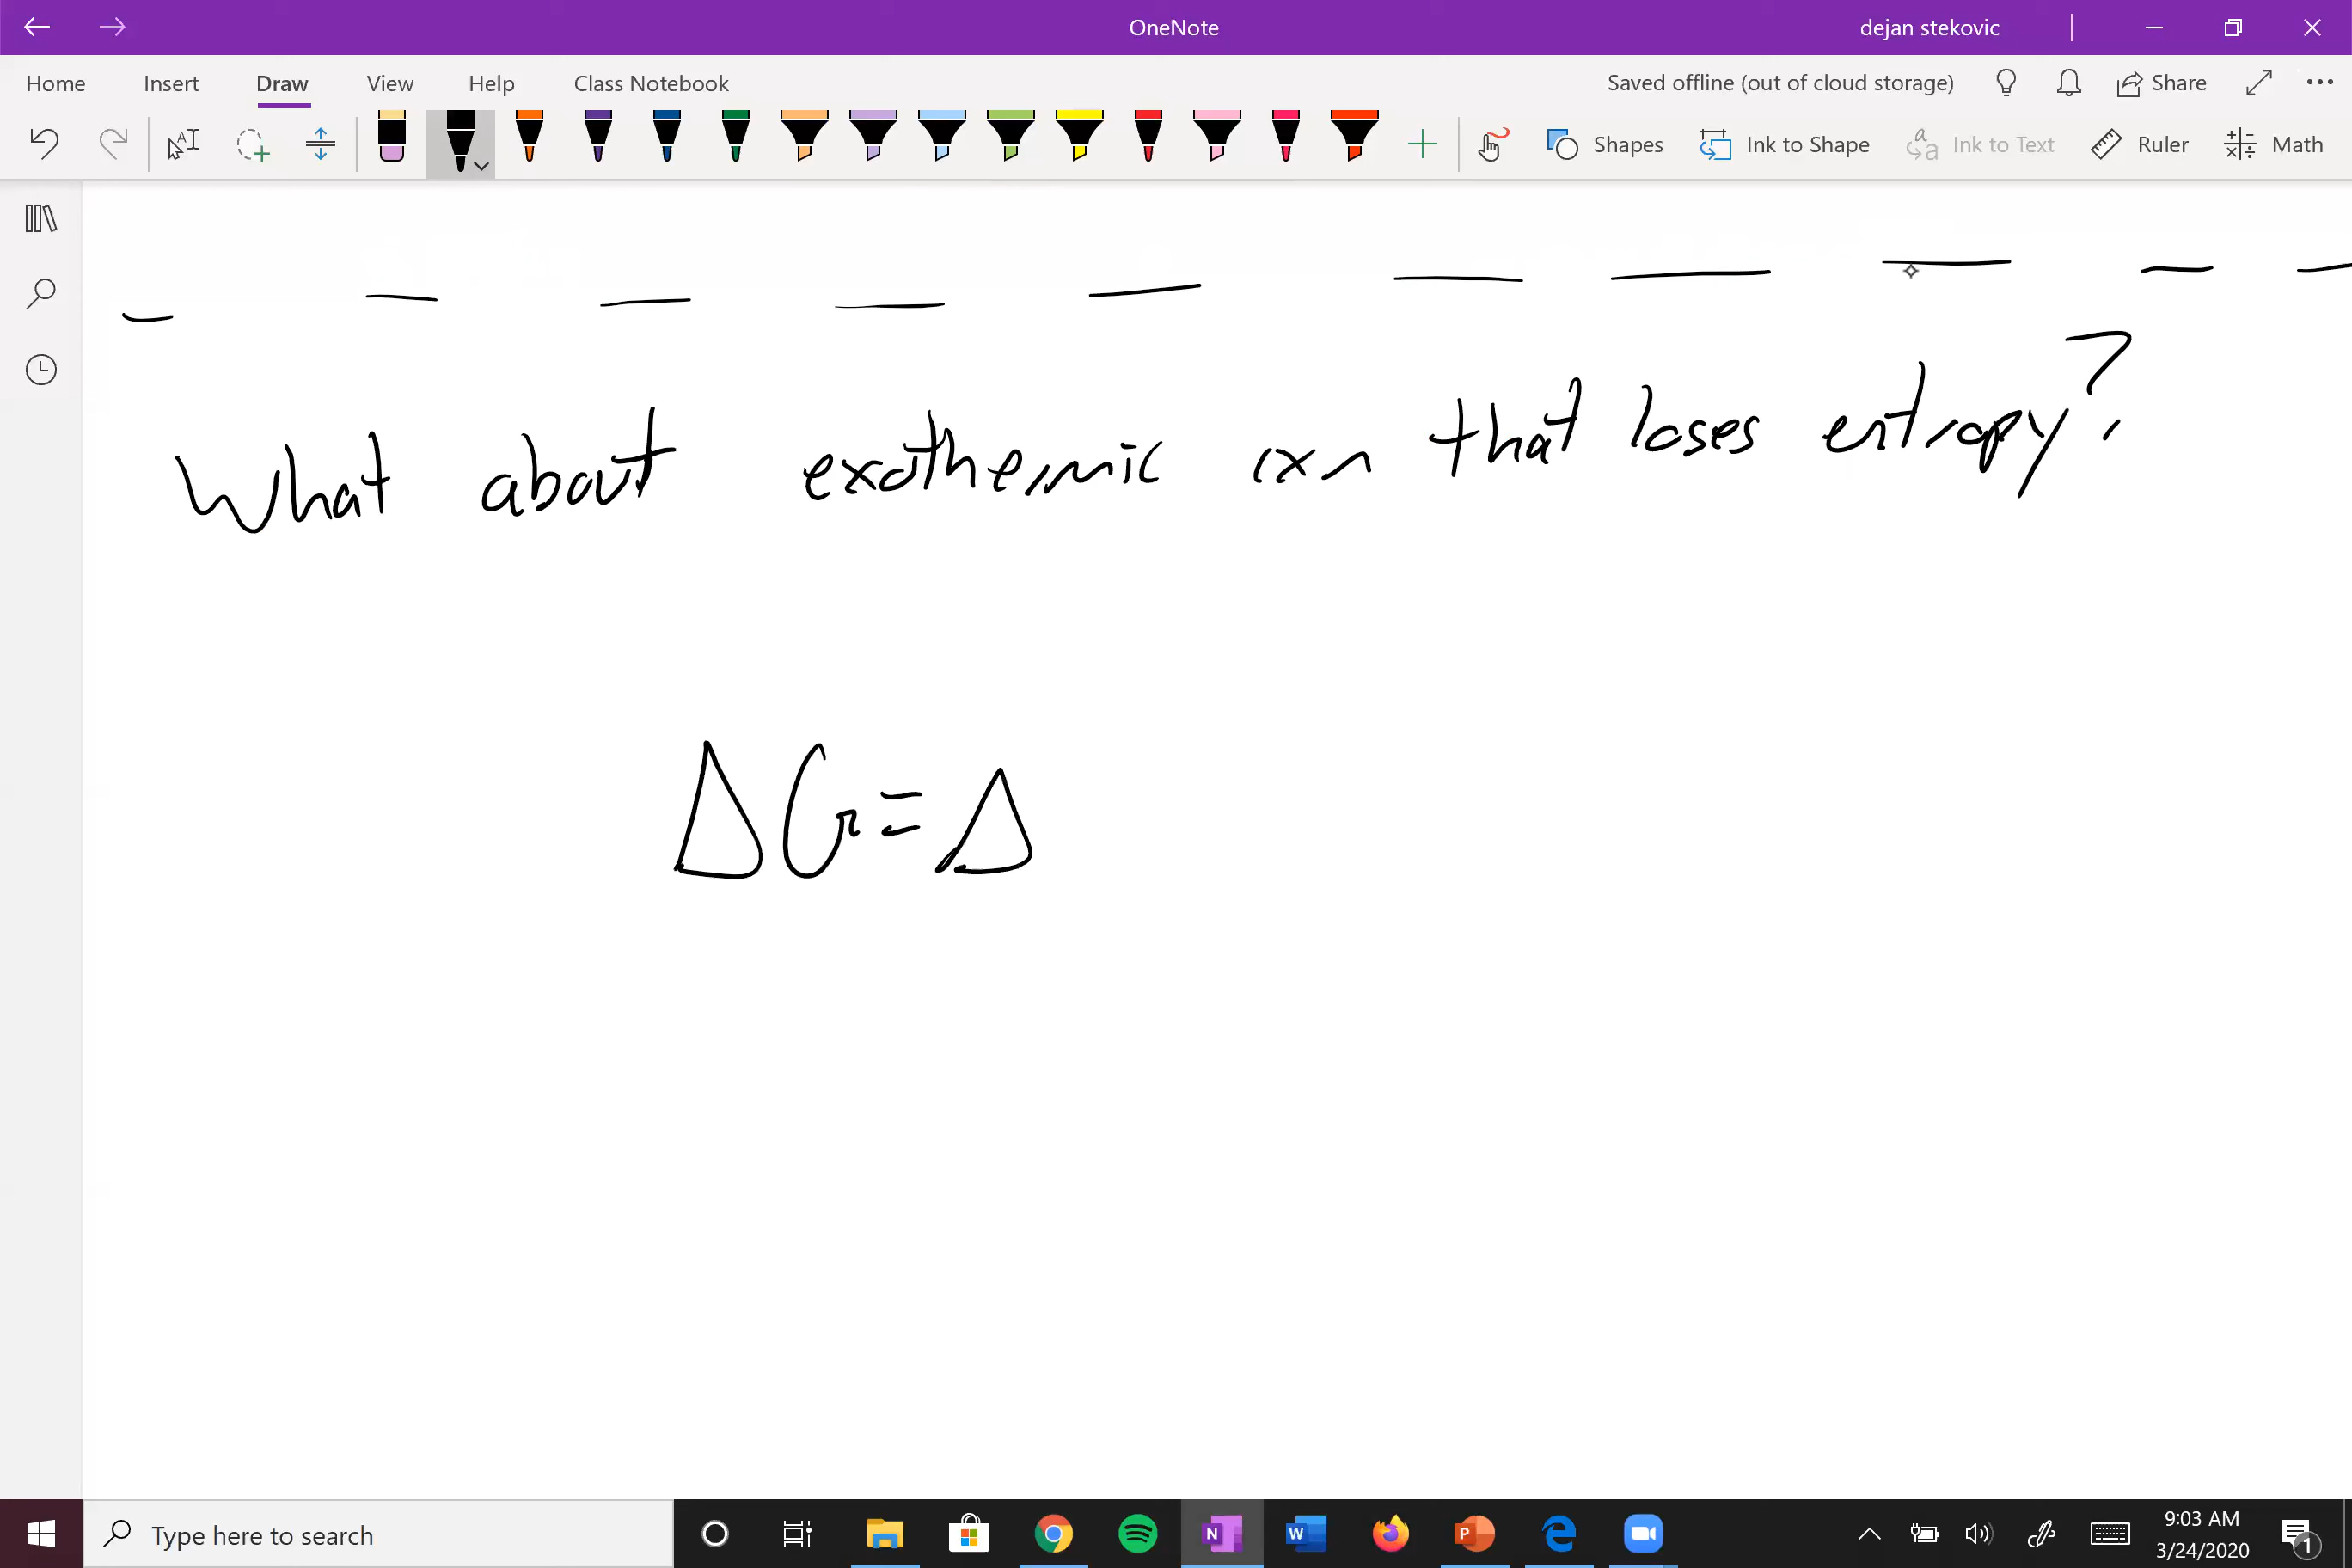 OneNote
dejan stekovic
Home Insert Draw View Help Class Notebook
Saved offline (out of cloud storage) Share
Shapes Ink to Shape Ink to Text Ruler Math
What about exothermic rxn that loses entropy?
ΔG=Δ
Type here to search
9:03 AM
3/24/2020
1